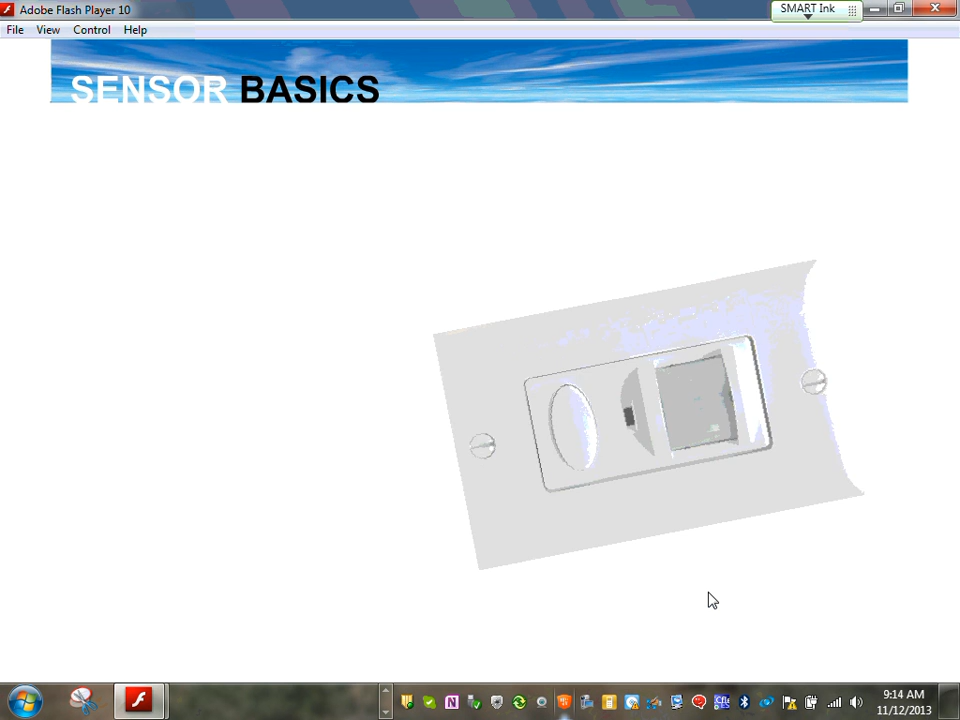 Adobe Flash Player 10
SMART Ink
File View Control Help
SENSOR BASICS
9:14 AM
11/12/2013